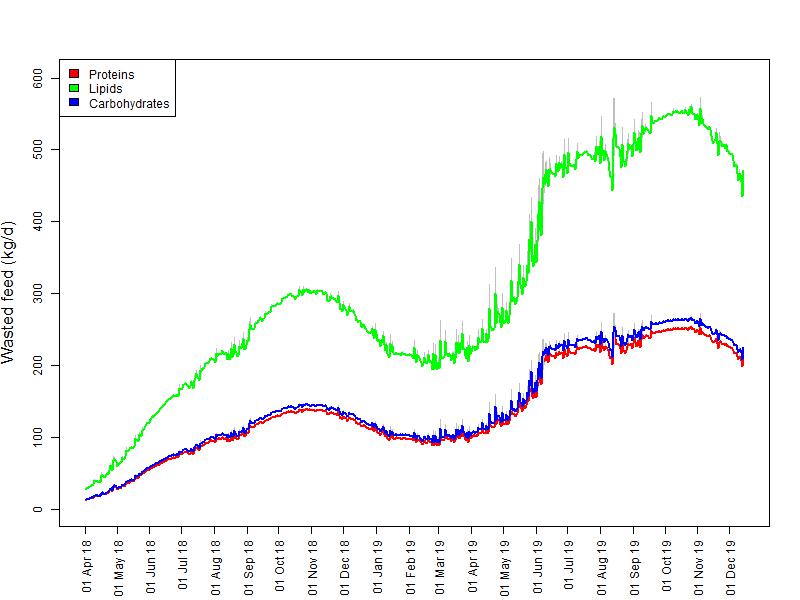 Proteins
Lipids
Carbohydrates
Wasted feed (kg/d)
600
500
400
300
200
100
0
01 Apr 18
01 May 18
01 Jun 18
01 Jul 18
01 Aug 18
01 Sep 18
01 Oct 18
01 Nov 18
01 Dec 18
01 Jan 19
01 Feb 19
01 Mar 19
01 Apr 19
01 May 19
01 Jun 19
01 Jul 19
01 Aug 19
01 Sep 19
01 Oct 19
01 Nov 19
01 Dec 19